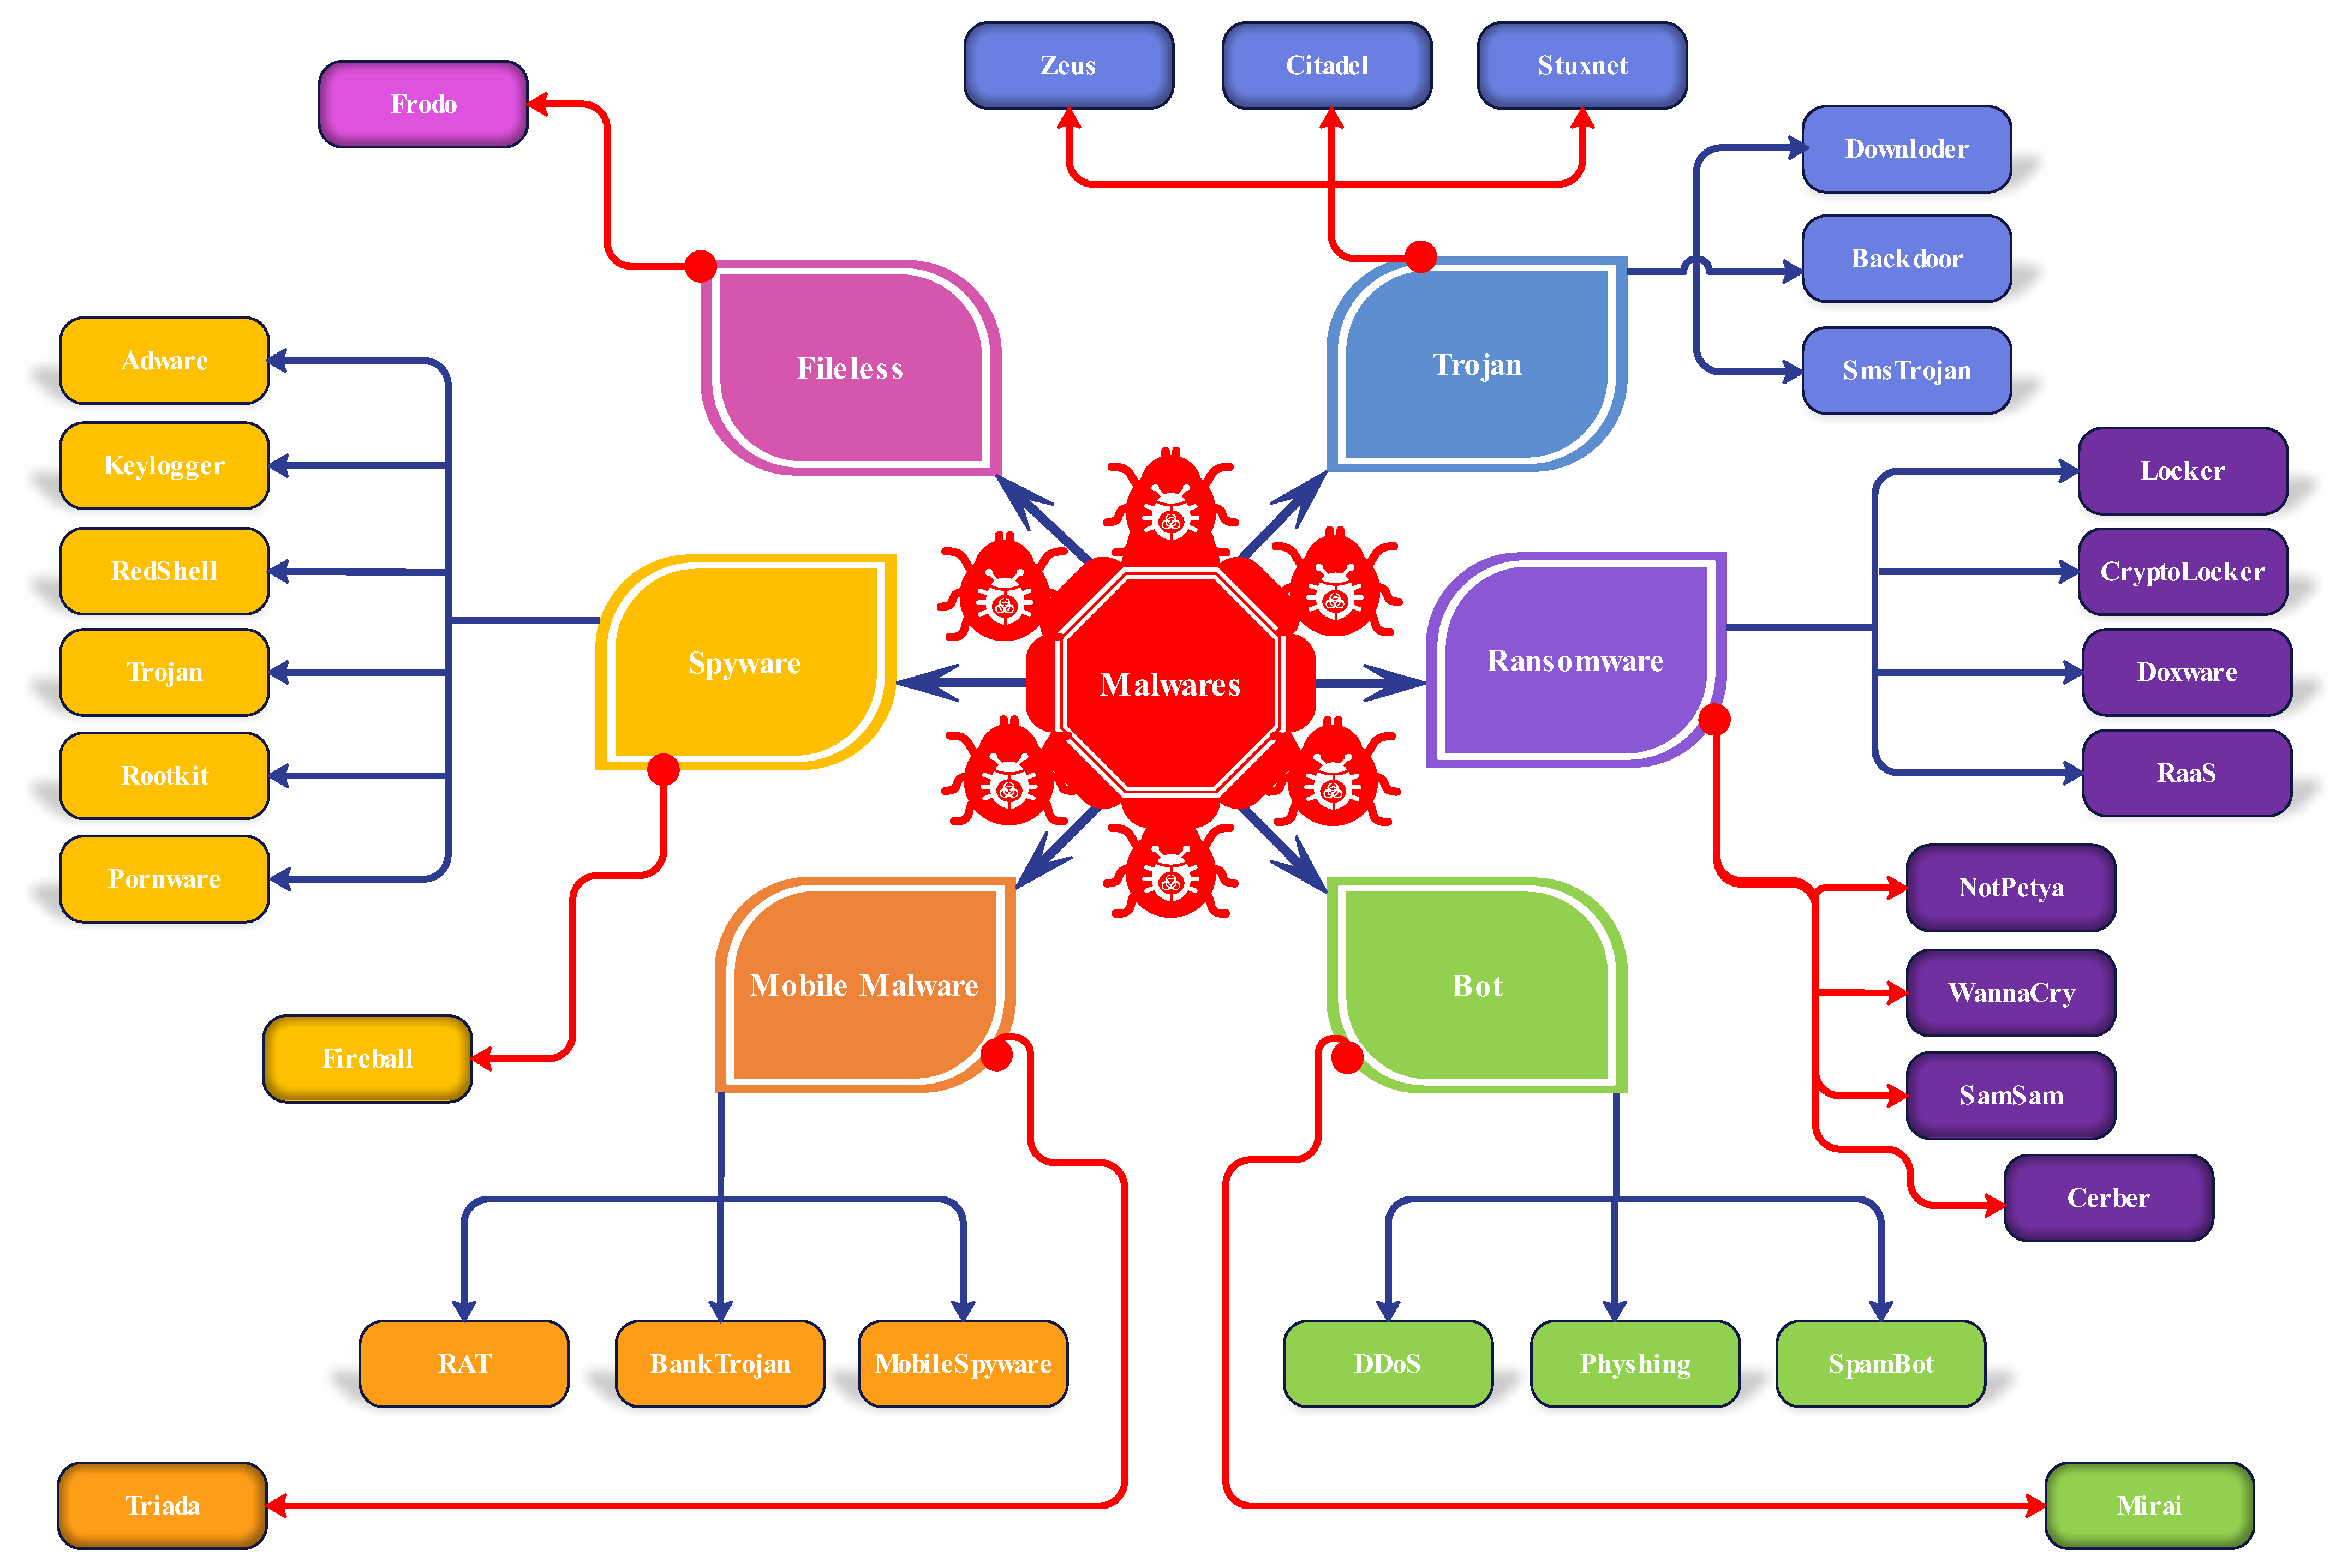 Zeus
Citadel
Stuxnet
Frodo
Downloder
Backdoor
SmsTrojan
Fileless
Trojan
Adware
Keylogger
RedShell
Trojan
Rootkit
Pornware
Spyware
Malwares
Ransomware
Locker
CryptoLocker
Doxware
RaaS
NotPetya
WannaCry
SamSam
Cerber
Mobile Malware
Bot
Fireball
RAT
BankTrojan
MobileSpyware
DDoS
Physhing
SpamBot
Triada
Mirai